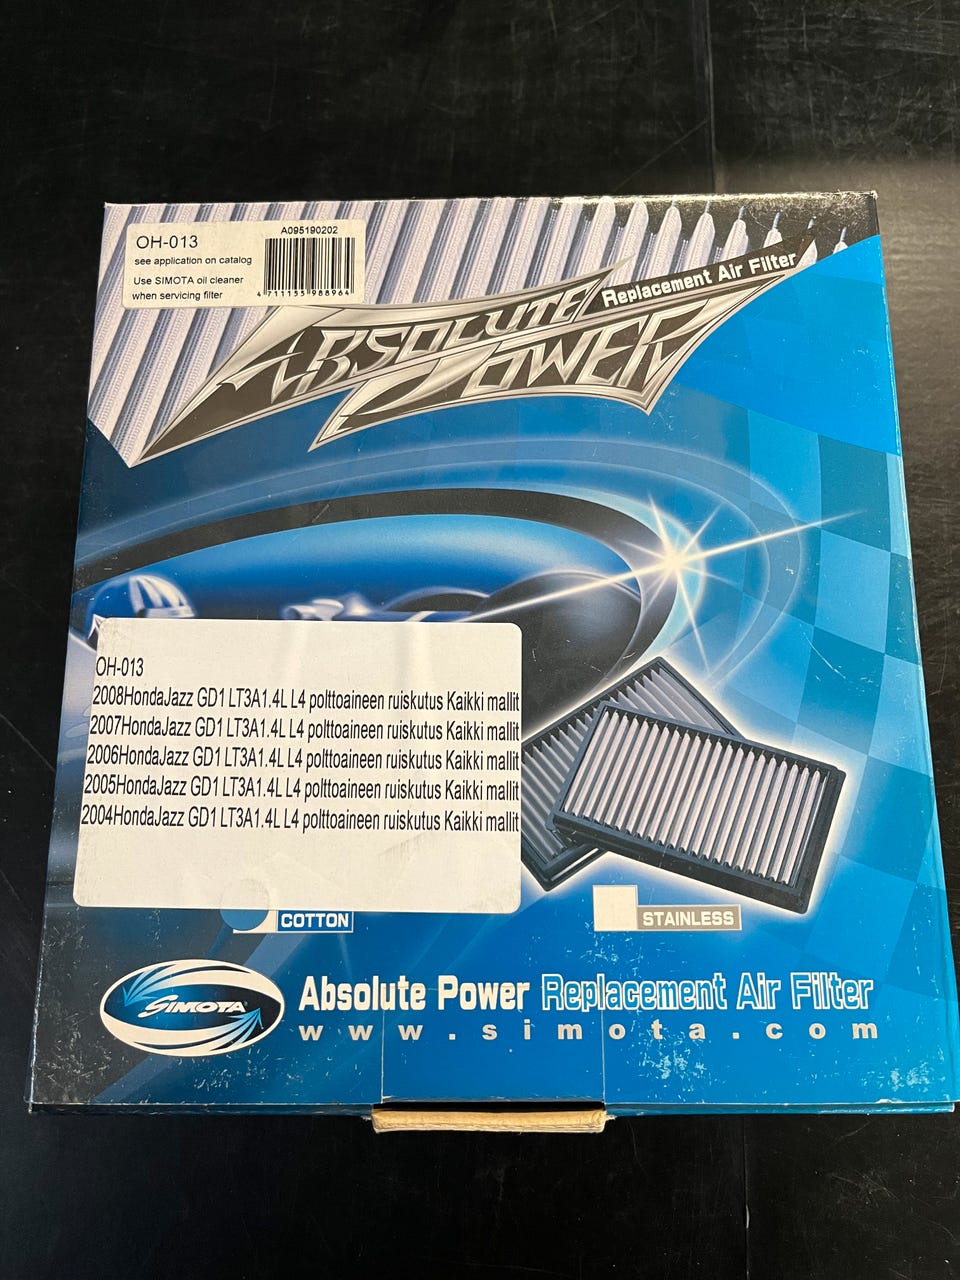 OH-013
see application on catalog
Use SIMOTA oil cleaner
when servicing filter
A095190202
4 711155 988964
Replacement Air Filter
ABSOLUTE
POWER
OH-013
2008HondaJazz GD1 LT3A1.4L L4 polttoaineen ruiskutus Kaikki mallit
2007HondaJazz GD1 LT3A1.4L L4 polttoaineen ruiskutus Kaikki mallit
2006HondaJazz GD1 LT3A1.4L L4 polttoaineen ruiskutus Kaikki mallit
2005HondaJazz GD1 LT3A1.4L L4 polttoaineen ruiskutus Kaikki mallit
2004HondaJazz GD1 LT3A1.4L L4 polttoaineen ruiskutus Kaikki mallit
COTTON
STAINLESS
SIMOTA
Absolute Power Replacement Air Filter
www.simota.com